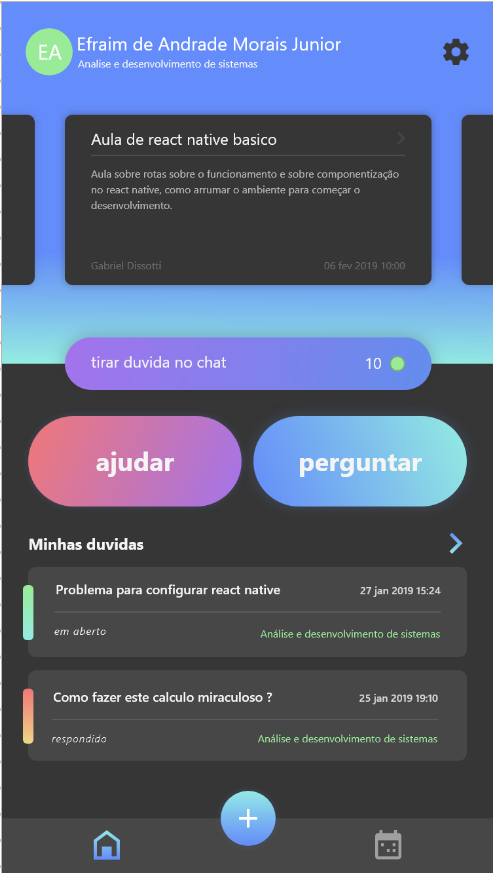 EA
Efraim de Andrade Morais Junior
Analise e desenvolvimento de sistemas
Aula de react native basico
Aula sobre rotas sobre o funcionamento e sobre componentização
no react native, como arrumar o ambiente para começar o
desenvolvimento.
Gabriel Dissotti 06 fev 2019 10:00
tirar duvida no chat 10
ajudar perguntar
Minhas duvidas
Problema para configurar react native 27 jan 2019 15:24
em aberto Análise e desenvolvimento de sistemas
Como fazer este calculo miraculoso ? 25 jan 2019 19:10
respondido Análise e desenvolvimento de sistemas